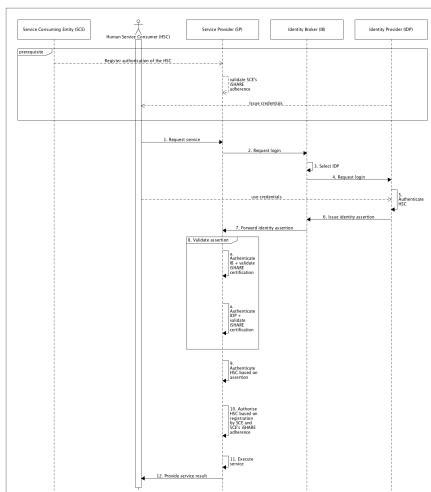 Service Consuming Entity (SCE)
Human Service Consumer (HSC)
Service Provider (SP)
Identity Broker (IB)
Identity Provider (IDP)
prerequisite
Register authorisation of the HSC
validate SCE's
iSHARE
adherence
Issue credentials
1. Request service
2. Request login
3. Select IDP
4. Request login
5.
Authenticate
HSC
use credentials
6. Issue identity assertion
7. Forward identity assertion
8. Validate assertion
a.
Authenticate
IB + validate
iSHARE
certification
a.
Authenticate
IDP +
validate
iSHARE
certification
9.
Authenticate
HSC based on
assertion
10. Authorise
HSC based on
registration
by SCE and
SCE's iSHARE
adherence
11. Execute
service
12. Provide service result